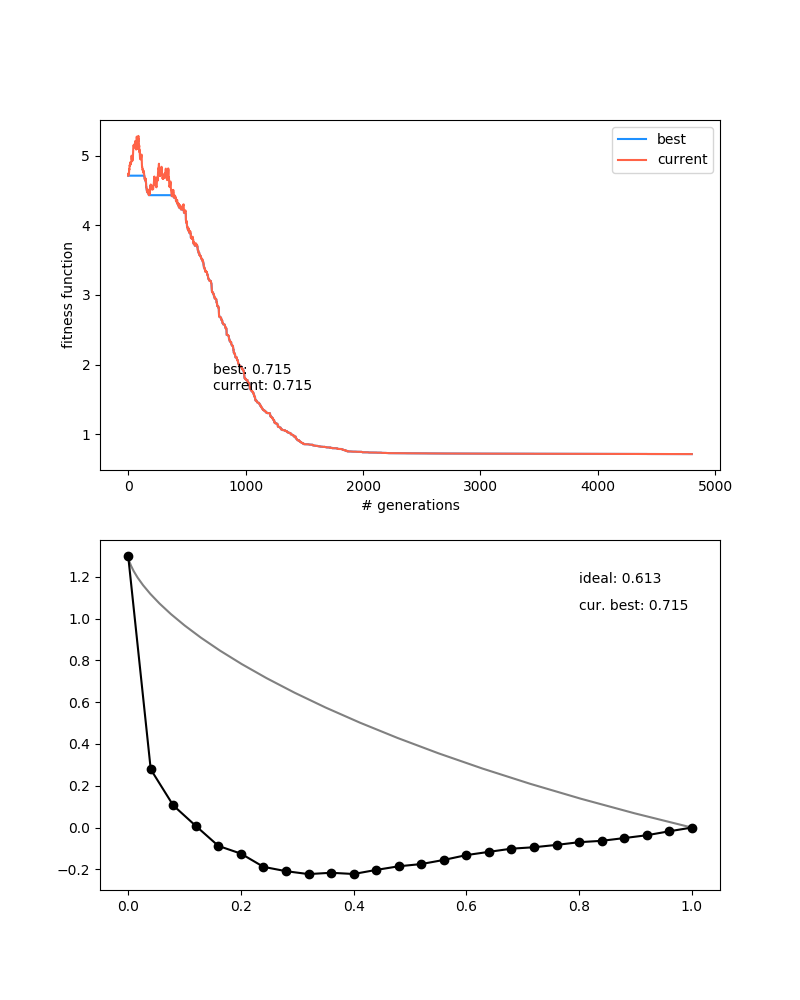 best
current
5
4
3
2
1
fitness function
best: 0.715
current: 0.715
0 1000 2000 3000 4000 5000
# generations
ideal: 0.613
cur. best: 0.715
1.2
1.0
0.8
0.6
0.4
0.2
0.0
−0.2
0.0 0.2 0.4 0.6 0.8 1.0